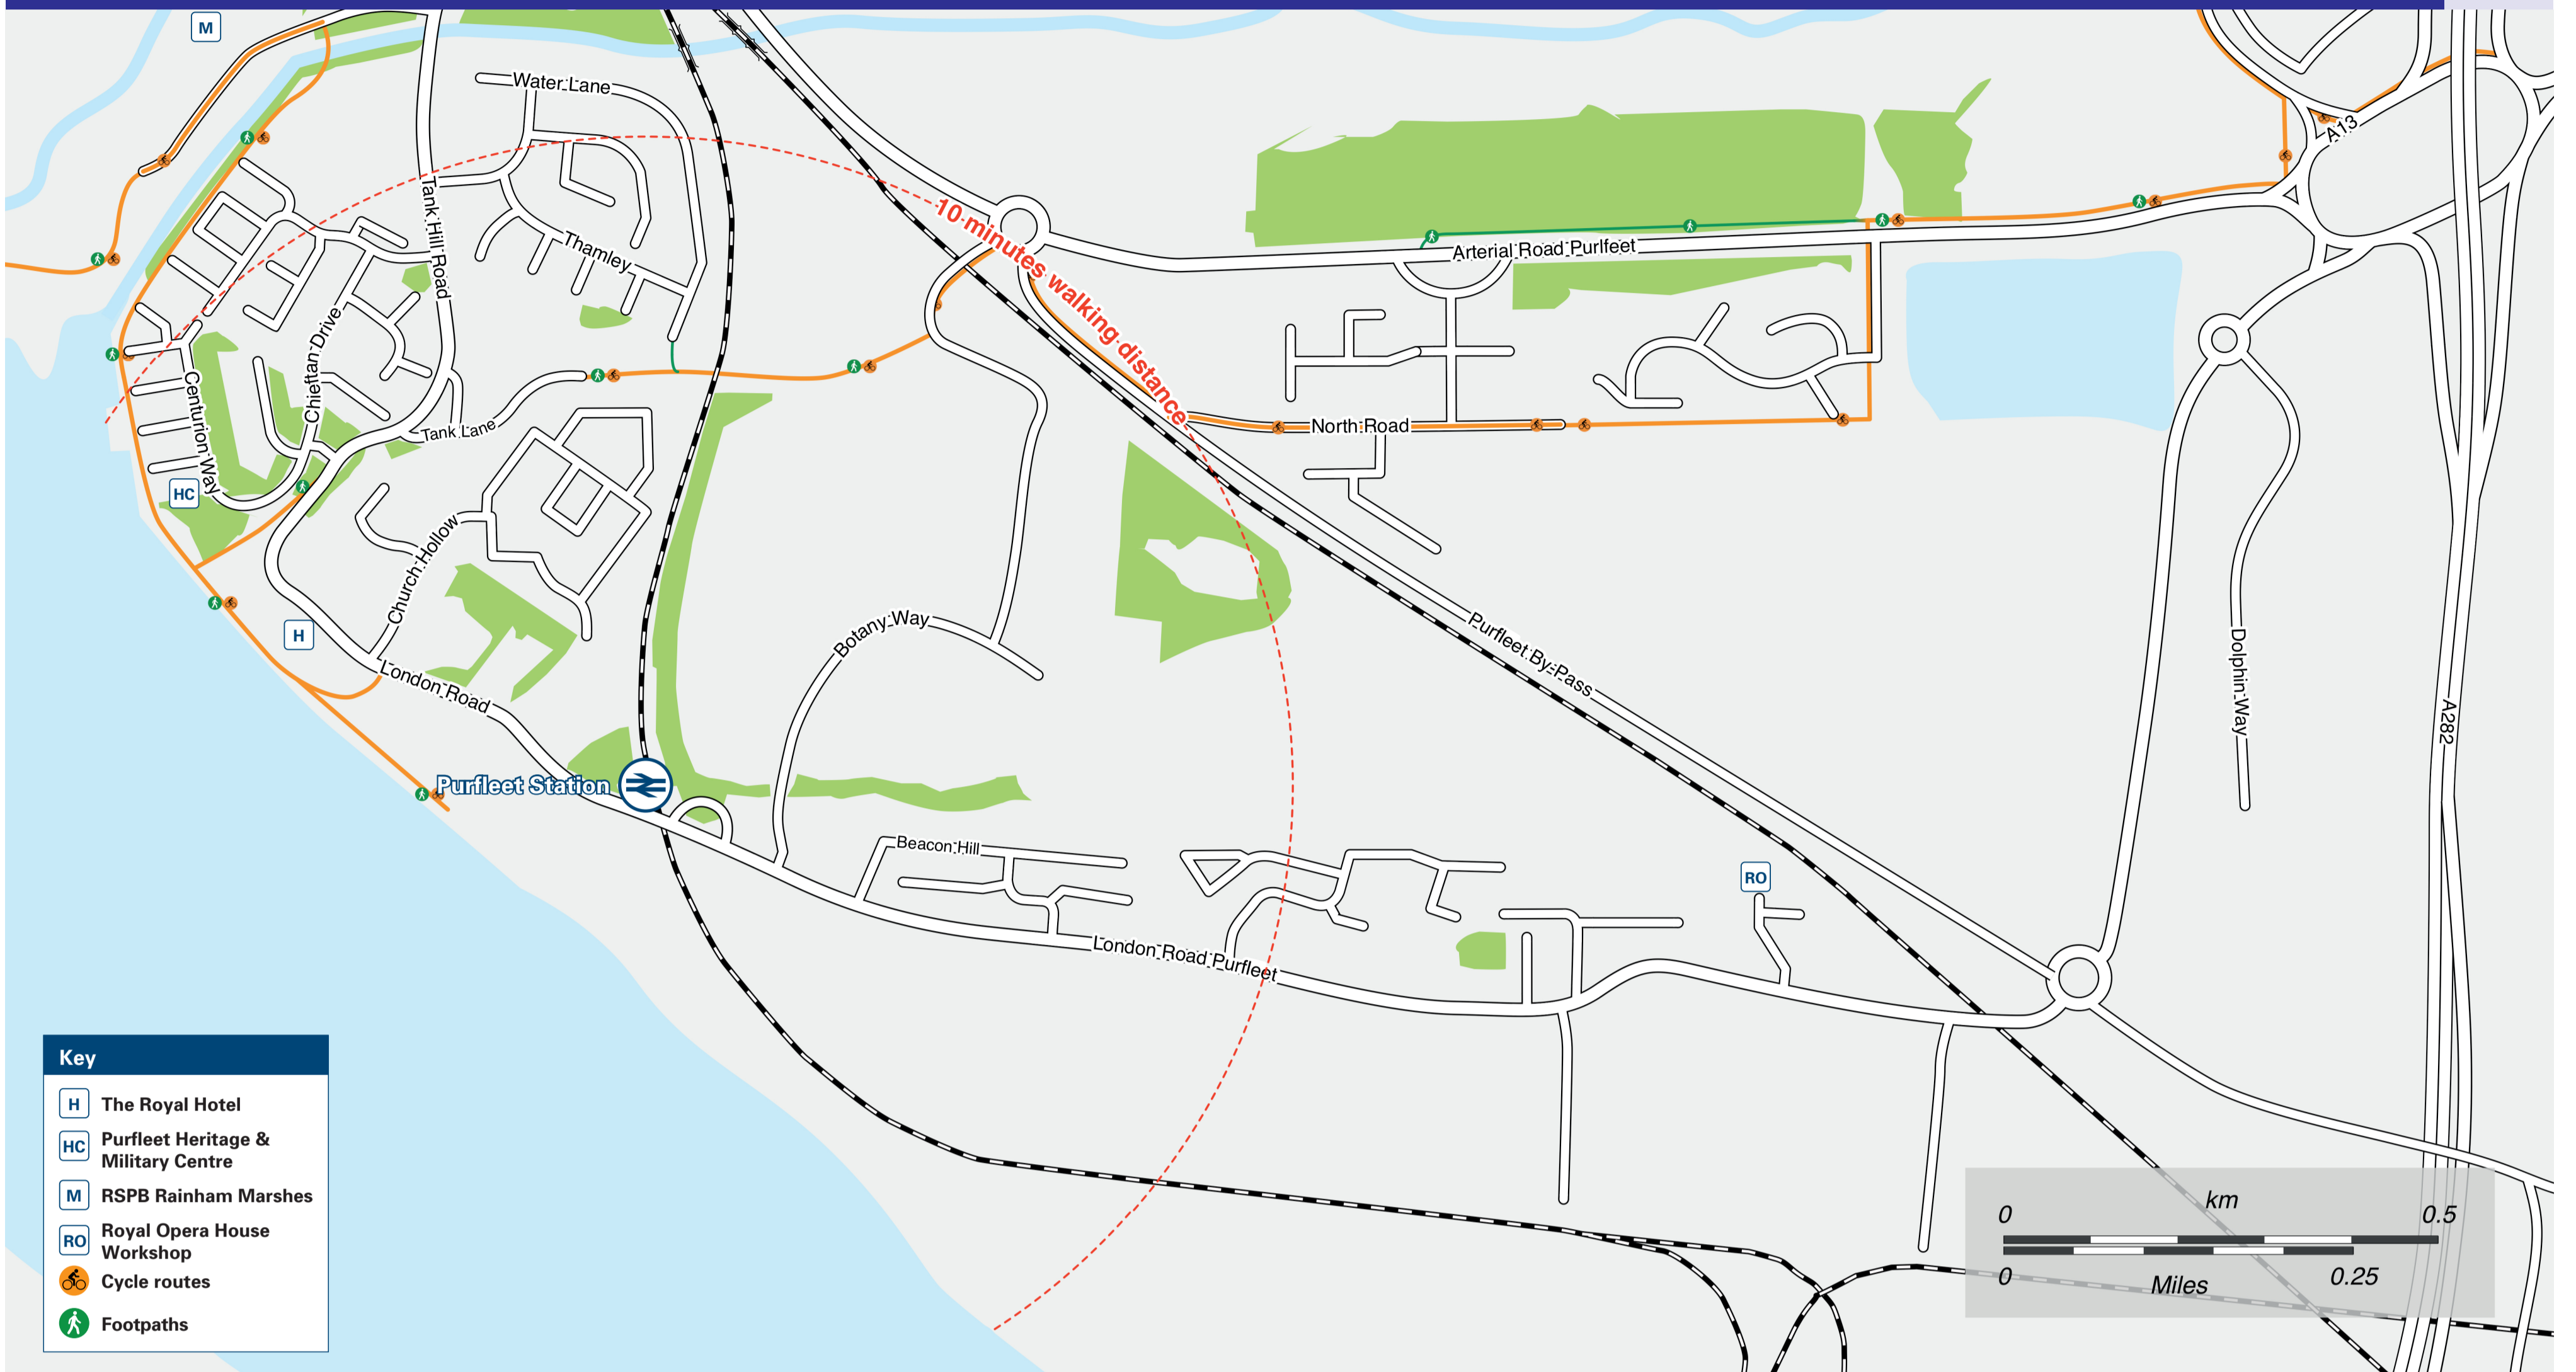 M
Water Lane
A13
Tank Hill Road
10 minutes walking distance
Thamley
Arterial Road Purlfeet
Chieftan Drive
Centurion Way
Tank Lane
North Road
HC
Church Hollow
H
Botany Way
Purfleet By-Pass
Dolphin Way
London Road
A282
Purfleet Station
Beacon Hill
RO
London Road Purfleet
Key
H The Royal Hotel
HC Purfleet Heritage &
Military Centre
M RSPB Rainham Marshes
RO Royal Opera House
Workshop
Cycle routes
Footpaths
km
0 0.5
0 0.25
Miles